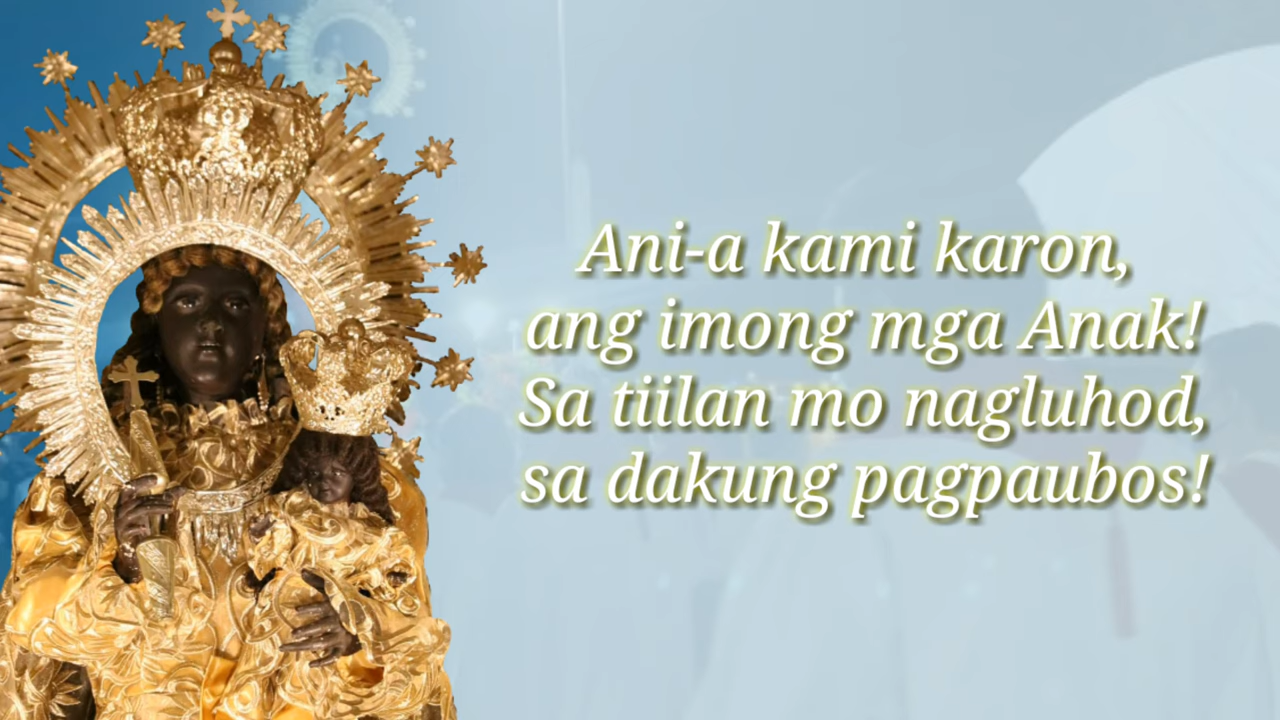 Ani-a kami karon,
ang imong mga Anak!
Sa tiilan mo nagluhod,
sa dakung pagpaubos!